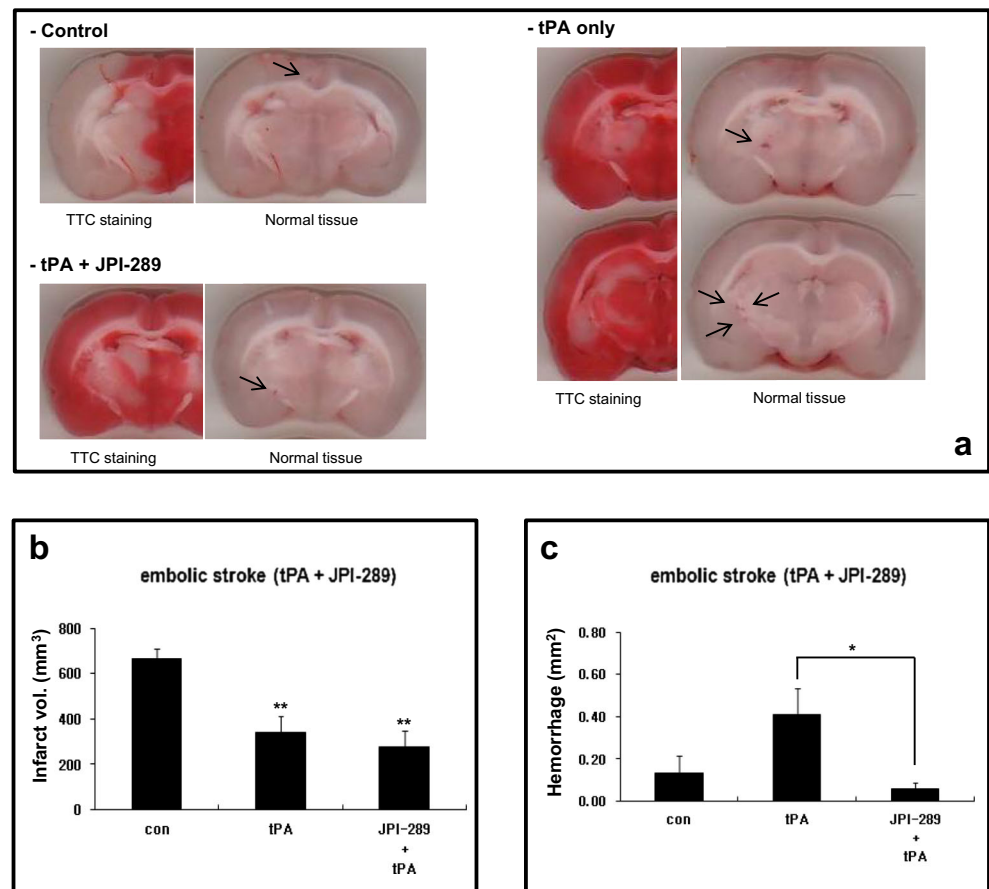 - Control
- tPA only
TTC staining
Normal tissue
- tPA + JPI-289
TTC staining
Normal tissue
TTC staining
Normal tissue
a
b
embolic stroke (tPA + JPI-289)
Infarct vol. (mm³)
800
600
400
200
0
**
**
con
tPA
JPI-289
+
tPA
c
embolic stroke (tPA + JPI-289)
Hemorrhage (mm²)
0.80
0.60
0.40
0.20
0.00
*
con
tPA
JPI-289
+
tPA